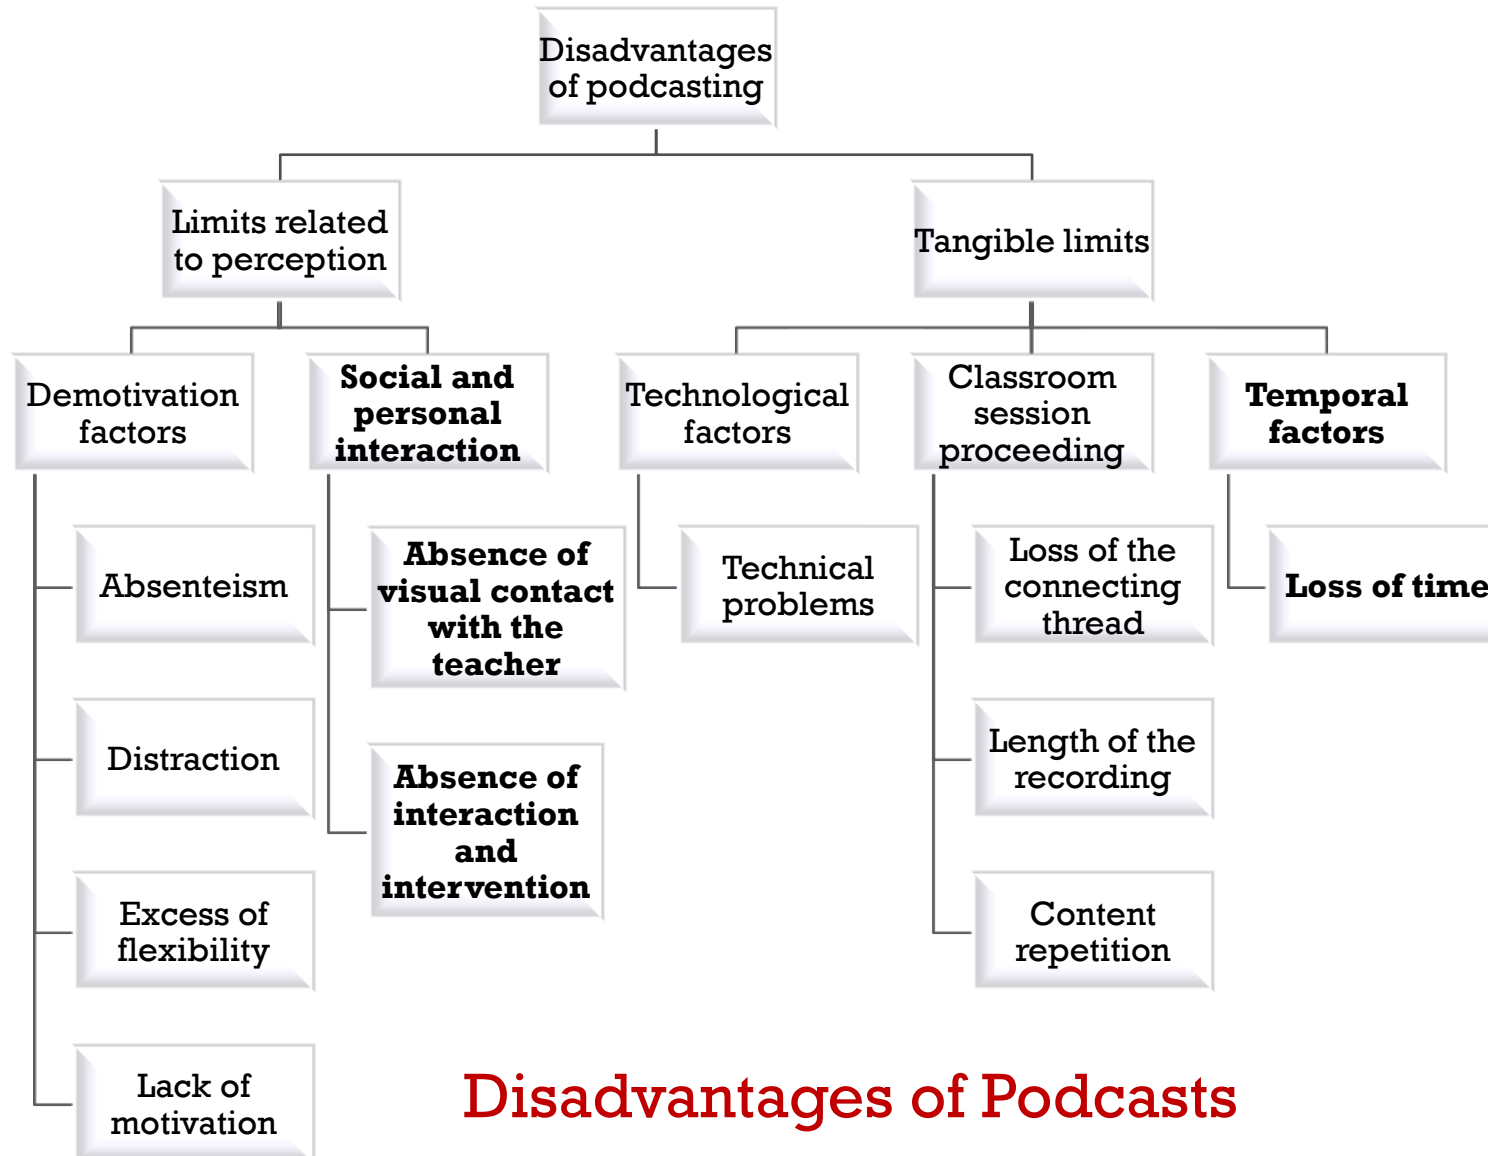 Disadvantages
of podcasting
Limits related
to perception
Tangible limits
Demotivation
factors
Social and
personal
interaction
Technological
factors
Classroom
session
proceeding
Temporal
factors
Absenteism
Distraction
Excess of
flexibility
Lack of
motivation
Absence of
visual contact
with the
teacher
Absence of
interaction
and
intervention
Technical
problems
Loss of the
connecting
thread
Length of the
recording
Content
repetition
Loss of time
Disadvantages of Podcasts